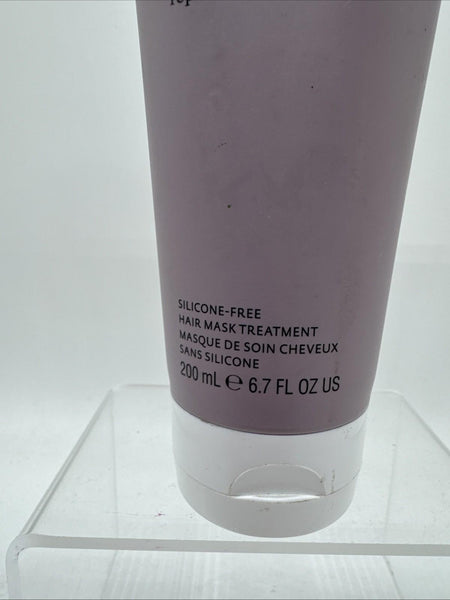 SILICONE-FREE
HAIR MASK TREATMENT
MASQUE DE SOIN CHEVEUX
SANS SILICONE
200 mL ℮ 6.7 FL OZ US